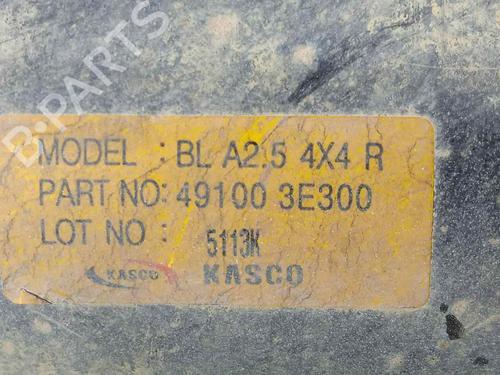 B-PARTS
MODEL : BL A2.5 4X4 R
PART NO: 49100 3E300
LOT NO : 5113K
KASCO KASCO